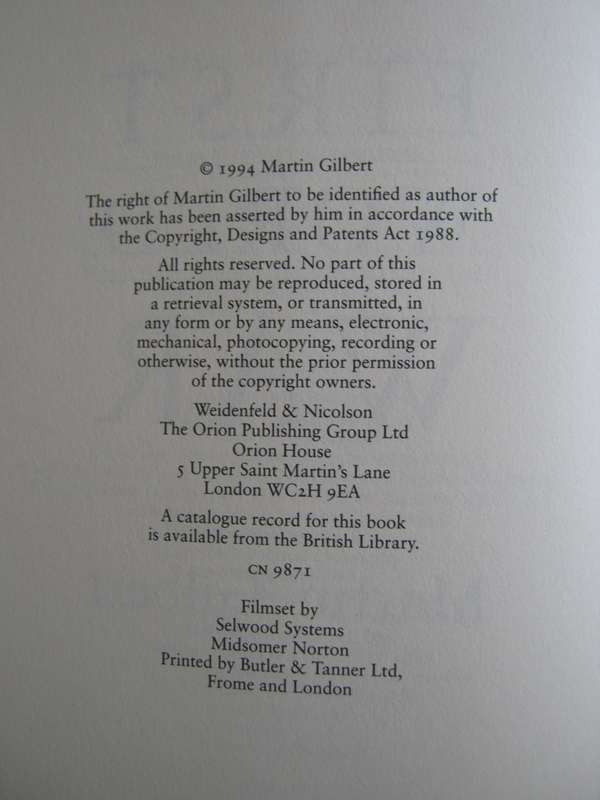 © 1994 Martin Gilbert
The right of Martin Gilbert to be identified as author of
this work has been asserted by him in accordance with
the Copyright, Designs and Patents Act 1988.
All rights reserved. No part of this
publication may be reproduced, stored in
a retrieval system, or transmitted, in
any form or by any means, electronic,
mechanical, photocopying, recording or
otherwise, without the prior permission
of the copyright owners.
Weidenfeld & Nicolson
The Orion Publishing Group Ltd
Orion House
5 Upper Saint Martin's Lane
London WC2H 9EA
A catalogue record for this book
is available from the British Library.
CN 9871
Filmset by
Selwood Systems
Midsomer Norton
Printed by Butler & Tanner Ltd,
Frome and London